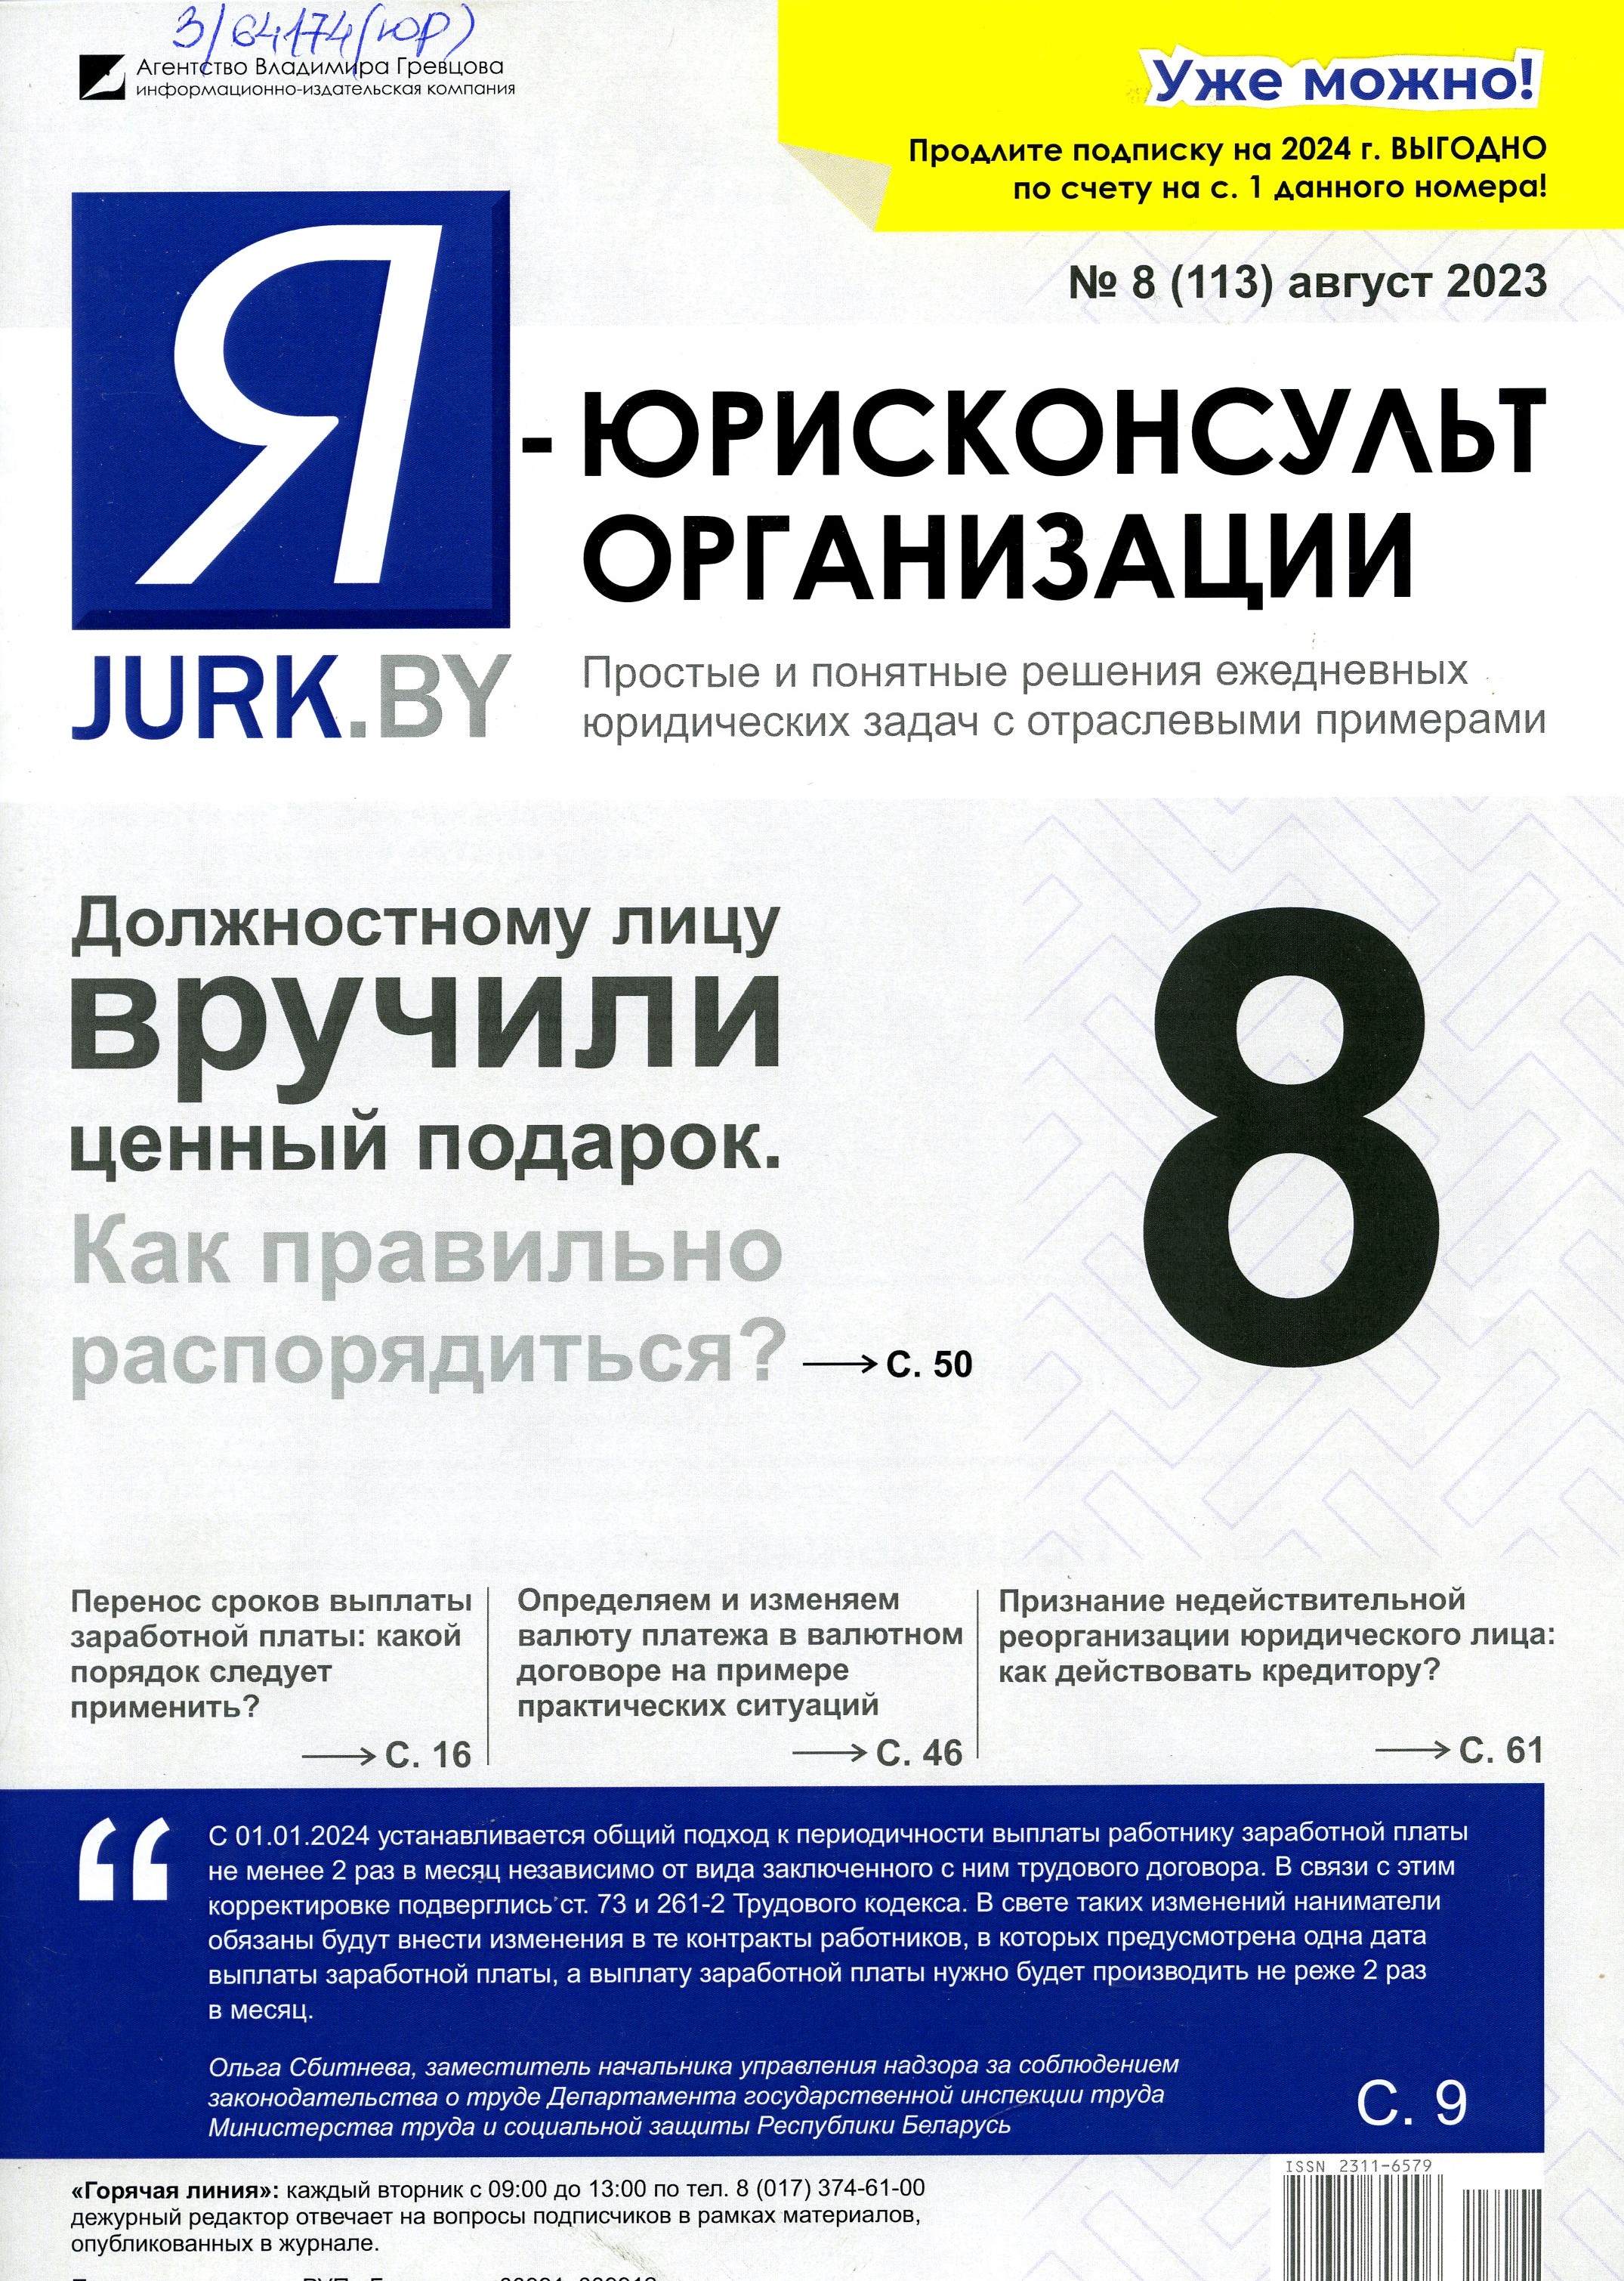 3/64174(юр)
Агентство Владимира Гревцова
информационно-издательская компания
Уже можно!
Продлите подписку на 2024 г. ВЫГОДНО
по счету на с. 1 данного номера!
№ 8 (113) август 2023
Я
- ЮРИСКОНСУЛЬТ
ОРГАНИЗАЦИИ
JURK.BY
Простые и понятные решения ежедневных
юридических задач с отраслевыми примерами
Должностному лицу
вручили
ценный подарок.
Как правильно
распорядиться?
С. 50
8
Перенос сроков выплаты
заработной платы: какой
порядок следует
применить?
С. 16
Определяем и изменяем
валюту платежа в валютном
договоре на примере
практических ситуаций
С. 46
Признание недействительной
реорганизации юридического лица:
как действовать кредитору?
С. 61
“
С 01.01.2024 устанавливается общий подход к периодичности выплаты работнику заработной платы
не менее 2 раз в месяц независимо от вида заключенного с ним трудового договора. В связи с этим
корректировке подверглись ст. 73 и 261-2 Трудового кодекса. В свете таких изменений наниматели
обязаны будут внести изменения в те контракты работников, в которых предусмотрена одна дата
выплаты заработной платы, а выплату заработной платы нужно будет производить не реже 2 раз
в месяц.
Ольга Сбитнева, заместитель начальника управления надзора за соблюдением
законодательства о труде Департамента государственной инспекции труда
Министерства труда и социальной защиты Республики Беларусь
С. 9
«Горячая линия»: каждый вторник с 09:00 до 13:00 по тел. 8 (017) 374-61-00
дежурный редактор отвечает на вопросы подписчиков в рамках материалов,
опубликованных в журнале.
ISSN 2311-6579